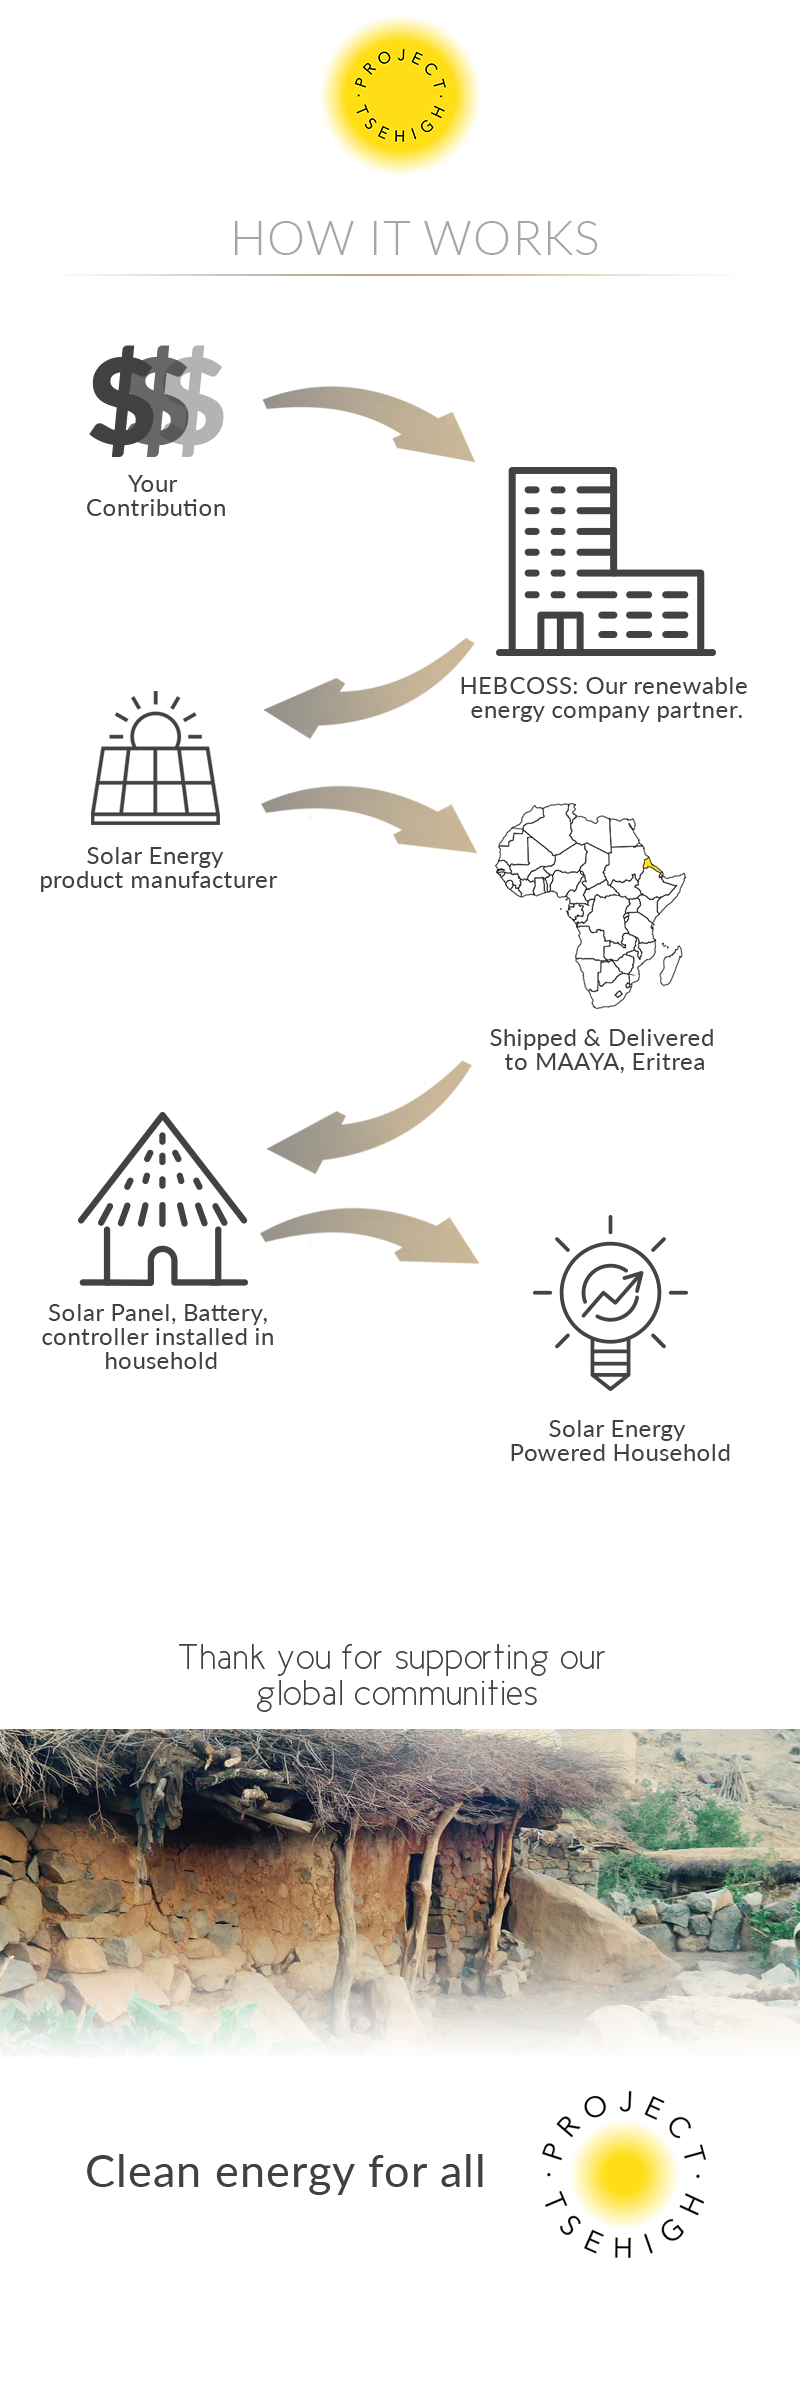 PROJECT
TSEHIGH
HOW IT WORKS
$$$
Your
Contribution
HEBCOSS: Our renewable
energy company partner.
Solar Energy
product manufacturer
Shipped & Delivered
to MAAYA, Eritrea
Solar Panel, Battery,
controller installed in
household
Solar Energy
Powered Household
Thank you for supporting our
global communities
Clean energy for all
PROJECT
TSEHIGH